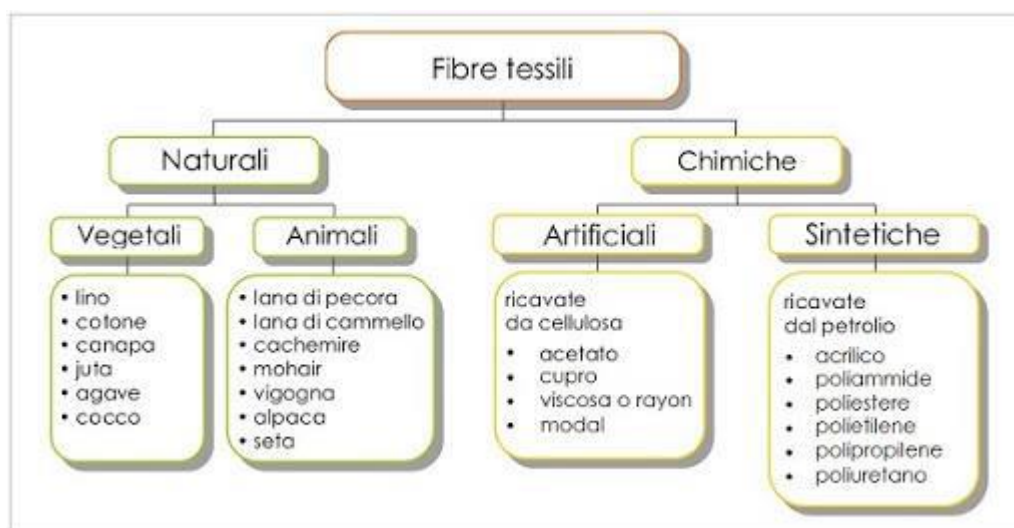 Fibre tessili
Naturali
Chimiche
Vegetali
Animali
Artificiali
Sintetiche
• lino
• cotone
• canapa
• juta
• agave
• cocco
• lana di pecora
• lana di cammello
• cachemire
• mohair
• vigogna
• alpaca
• seta
ricavate
da cellulosa
• acetato
• cupro
• viscosa o rayon
• modal
ricavate
dal petrolio
• acrilico
• poliammide
• poliestere
• polietilene
• polipropilene
• poliuretano